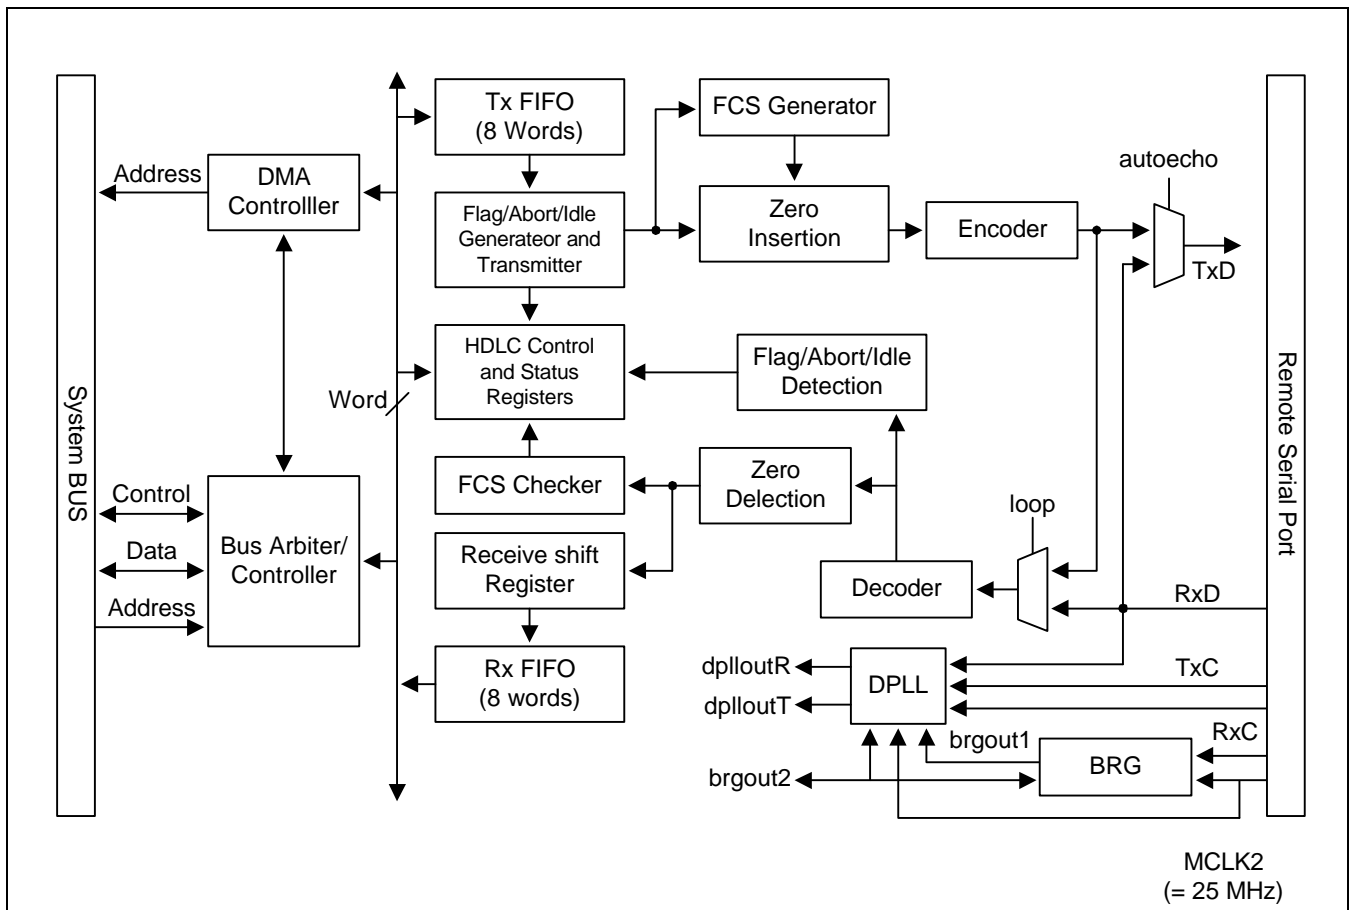 System BUS
Address
DMA
Controlller
Control
Data
Address
Bus Arbiter/
Controller
Word
Tx FIFO
(8 Words)
Flag/Abort/Idle
Generateor and
Transmitter
HDLC Control
and Status
Registers
FCS Checker
Receive shift
Register
Rx FIFO
(8 words)
FCS Generator
Zero
Insertion
Encoder
autoecho
TxD
Flag/Abort/Idle
Detection
Zero
Delection
loop
Decoder
RxD
dplloutR
dplloutT
DPLL
TxC
RxC
brgout1
brgout2
BRG
Remote Serial Port
MCLK2
(= 25 MHz)